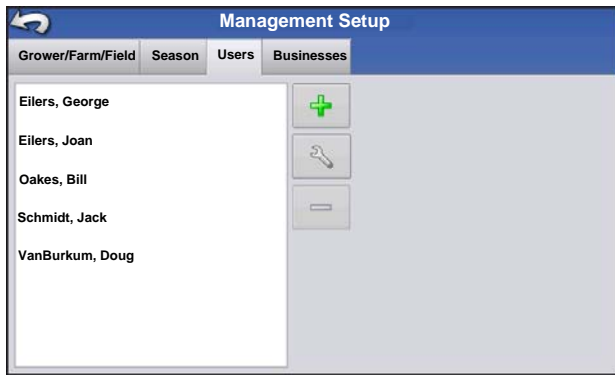 Management Setup
Grower/Farm/Field Season Users Businesses
Eilers, George
Eilers, Joan
Oakes, Bill
Schmidt, Jack
VanBurkum, Doug